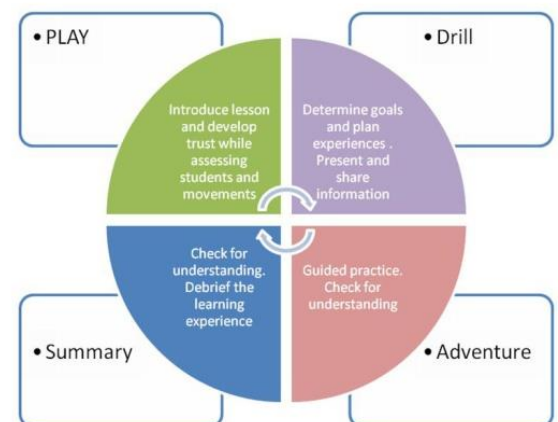 • PLAY
• Drill
Introduce lesson
and develop
trust while
assessing
students and
movements
Determine goals
and plan
experiences .
Present and
share
information
Check for
understanding.
Debrief the
learning
experience
Guided practice.
Check for
understanding
• Summary
• Adventure